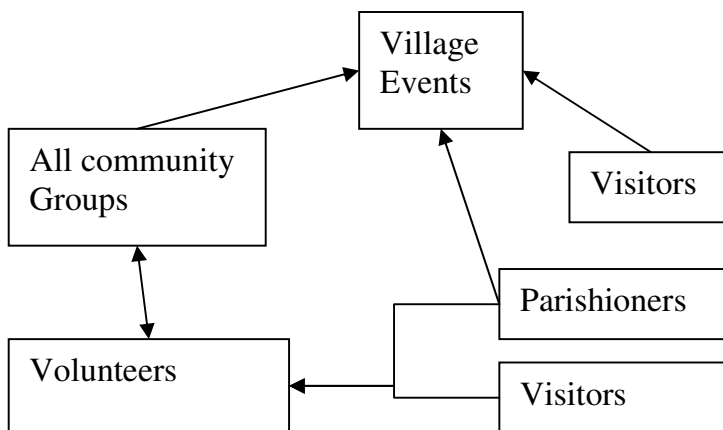 Village
Events
All community
Groups
Visitors
Parishioners
Volunteers
Visitors